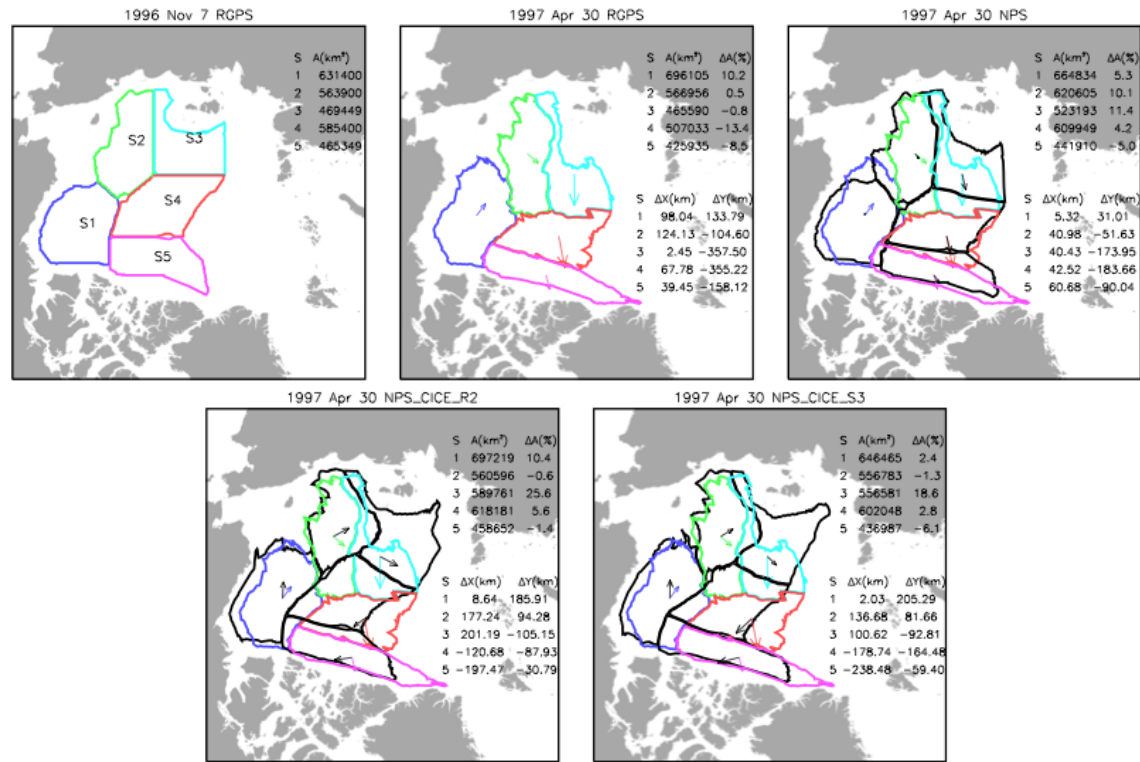 1996 Nov 7 RGPS
S A(km²)
1 631400
2 563900
3 469449
4 585400
5 465349
S2
S3
S4
S1
S5
1997 Apr 30 RGPS
S A(km²) ΔA(%)
1 696105 10.2
2 566956 0.5
3 465590 −0.8
4 507033 −13.4
5 425935 −8.5
S ΔX(km) ΔY(km)
1 98.04 133.79
2 124.13 −104.60
3 2.45 −357.50
4 67.78 −355.22
5 39.45 −158.12
1997 Apr 30 NPS
S A(km²) ΔA(%)
1 664834 5.3
2 620605 10.1
3 523193 11.4
4 609949 4.2
5 441910 −5.0
S ΔX(km) ΔY(km)
1 5.32 31.01
2 40.98 −51.63
3 40.43 −173.95
4 42.52 −183.66
5 60.68 −90.04
1997 Apr 30 NPS_CICE_R2
S A(km²) ΔA(%)
1 697219 10.4
2 560596 −0.6
3 589761 25.6
4 618181 5.6
5 458652 −1.4
S ΔX(km) ΔY(km)
1 8.64 185.91
2 177.24 94.28
3 201.19 −105.15
4 −120.68 −87.93
5 −197.47 −30.79
1997 Apr 30 NPS_CICE_S3
S A(km²) ΔA(%)
1 646465 2.4
2 556783 −1.3
3 556581 18.6
4 602048 2.8
5 436987 −6.1
S ΔX(km) ΔY(km)
1 2.03 205.29
2 136.68 81.66
3 100.62 −92.81
4 −178.74 −164.48
5 −238.48 −59.40